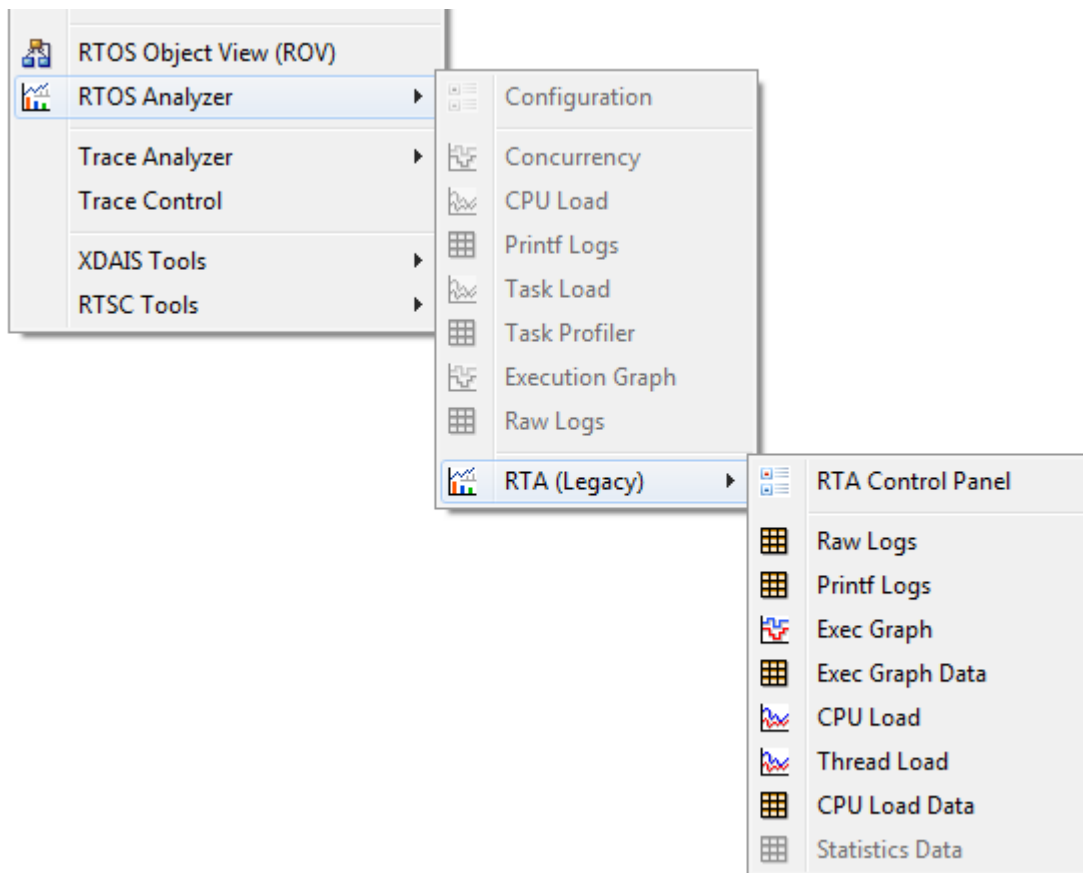 RTOS Object View (ROV)
RTOS Analyzer
Trace Analyzer
Trace Control
XDAIS Tools
RTSC Tools
Configuration
Concurrency
CPU Load
Printf Logs
Task Load
Task Profiler
Execution Graph
Raw Logs
RTA (Legacy)
RTA Control Panel
Raw Logs
Printf Logs
Exec Graph
Exec Graph Data
CPU Load
Thread Load
CPU Load Data
Statistics Data